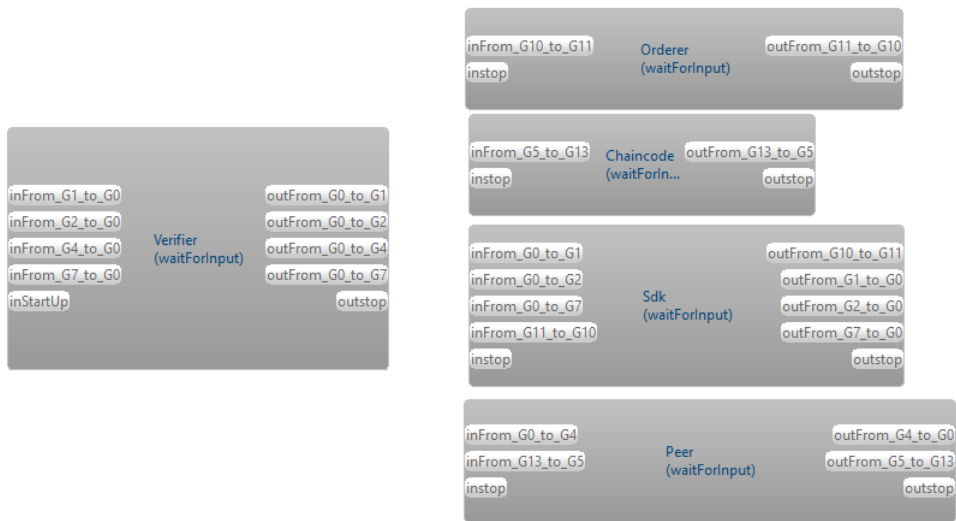 inFrom_G10_to_G11
instop
Orderer
(waitForInput)
outFrom_G11_to_G10
outstop
inFrom_G5_to_G13
instop
Chaincode
(waitForIn...
outFrom_G13_to_G5
outstop
inFrom_G1_to_G0
inFrom_G2_to_G0
inFrom_G4_to_G0
inFrom_G7_to_G0
inStartUp
Verifier
(waitForInput)
outFrom_G0_to_G1
outFrom_G0_to_G2
outFrom_G0_to_G4
outFrom_G0_to_G7
outstop
inFrom_G0_to_G1
inFrom_G0_to_G2
inFrom_G0_to_G7
inFrom_G11_to_G10
instop
Sdk
(waitForInput)
outFrom_G10_to_G11
outFrom_G1_to_G0
outFrom_G2_to_G0
outFrom_G7_to_G0
outstop
inFrom_G0_to_G4
inFrom_G13_to_G5
instop
Peer
(waitForInput)
outFrom_G4_to_G0
outFrom_G5_to_G13
outstop